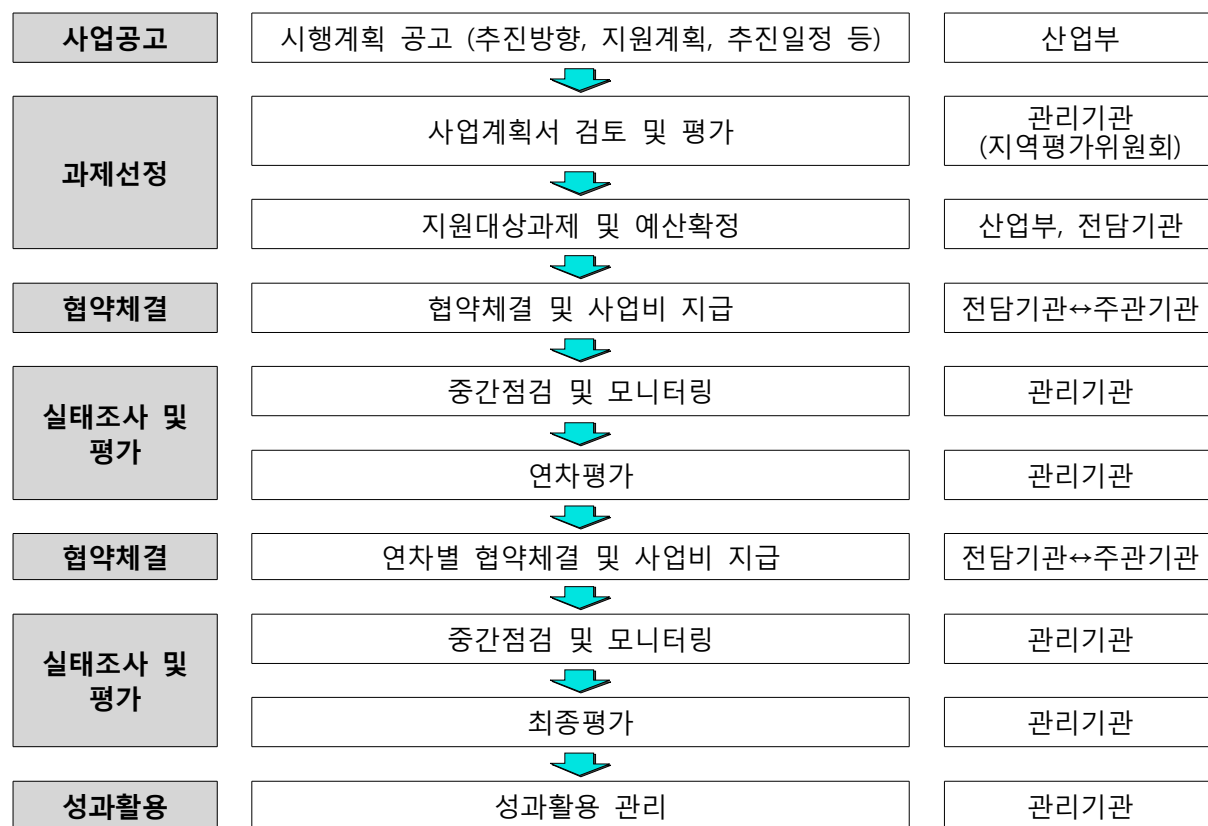 사업공고
시행계획 공고 (추진방향, 지원계획, 추진일정 등)
산업부
과제선정
사업계획서 검토 및 평가
관리기관
(지역평가위원회)
지원대상과제 및 예산확정
산업부, 전담기관
협약체결
협약체결 및 사업비 지급
전담기관↔주관기관
실태조사 및
평가
중간점검 및 모니터링
관리기관
연차평가
관리기관
협약체결
연차별 협약체결 및 사업비 지급
전담기관↔주관기관
실태조사 및
평가
중간점검 및 모니터링
관리기관
최종평가
관리기관
성과활용
성과활용 관리
관리기관